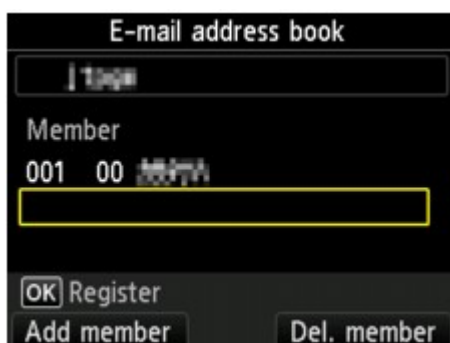 E-mail address book
Member
001 00
OK Register
Add member Del. member